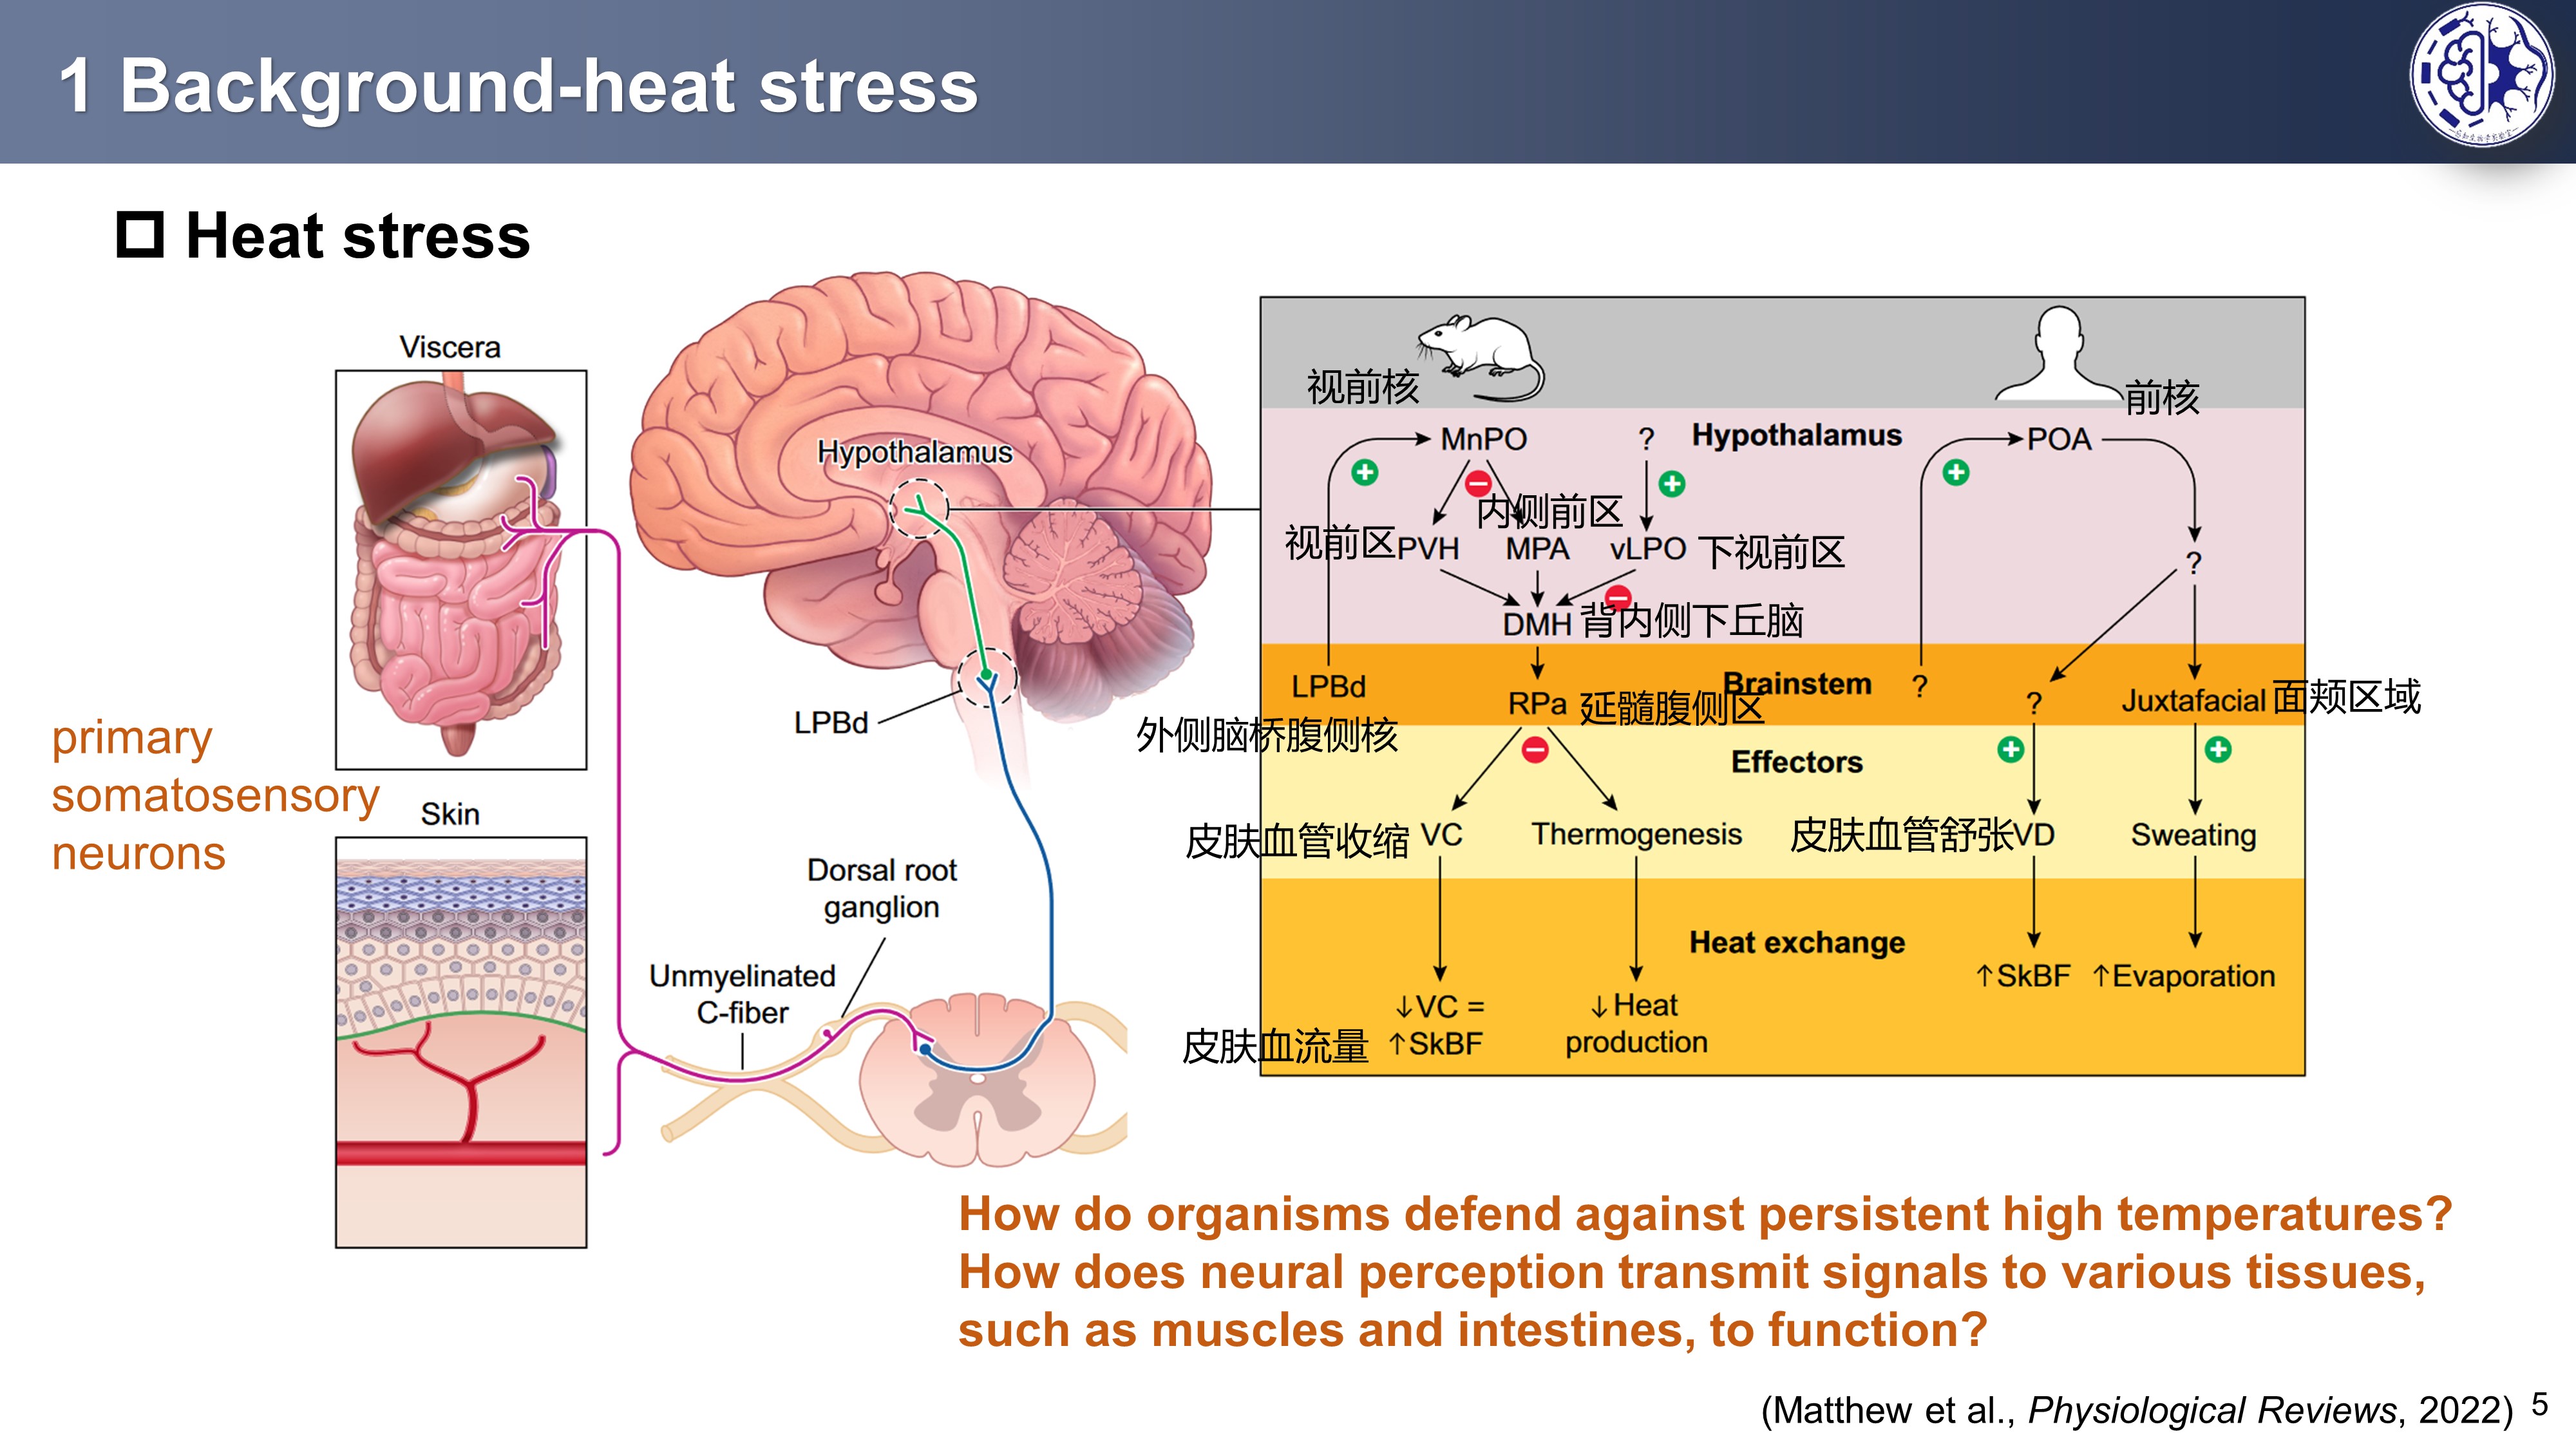 1 Background-heat stress
Heat stress
Viscera
Hypothalamus
LPBd
primary
somatosensory
neurons
Skin
Dorsal root
ganglion
Unmyelinated
C-fiber
视前核
前核
MnPO
?
Hypothalamus
POA
内侧前区
视前区
PVH
MPA
vLPO
下视前区
?
DMH
背内侧下丘脑
LPBd
外侧脑桥腹侧核
RPa
延髓腹侧区
Brainstem
?
?
Juxtafacial
面颊区域
Effectors
皮肤血管收缩
VC
Thermogenesis
皮肤血管舒张
VD
Sweating
Heat exchange
↓VC =
↑SkBF
皮肤血流量
↓Heat
production
↑SkBF
↑Evaporation
How do organisms defend against persistent high temperatures?
How does neural perception transmit signals to various tissues,
such as muscles and intestines, to function?
(Matthew et al., Physiological Reviews, 2022)
5